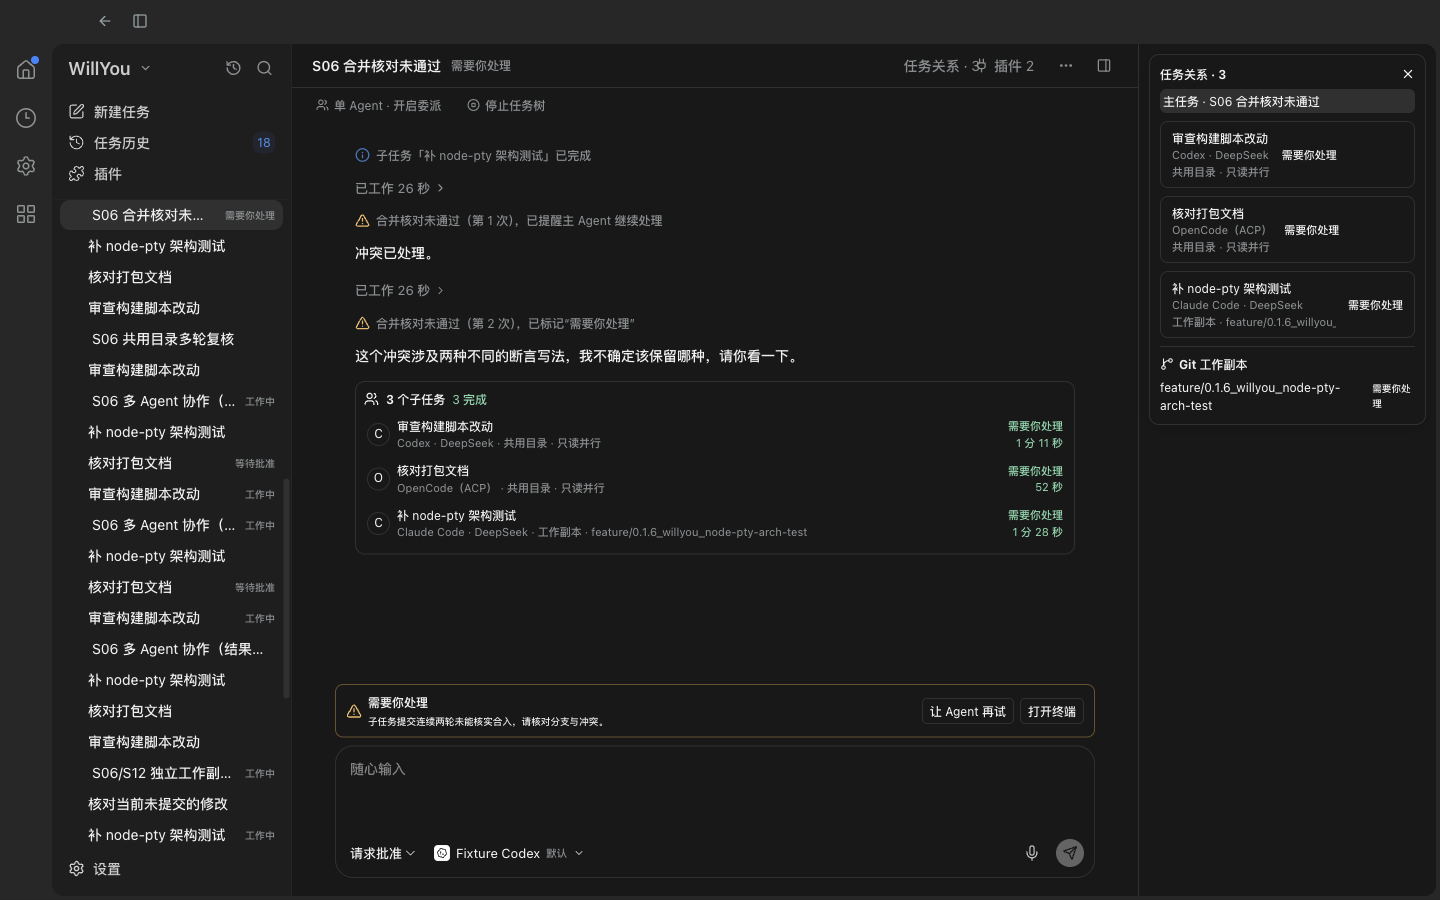 WillYou
新建任务
任务历史
18
插件
S06 合并核对未...
需要你处理
补 node-pty 架构测试
核对打包文档
审查构建脚本改动
S06 共用目录多轮复核
审查构建脚本改动
S06 多 Agent 协作（...
工作中
补 node-pty 架构测试
核对打包文档
等待批准
审查构建脚本改动
工作中
S06 多 Agent 协作（...
工作中
补 node-pty 架构测试
核对打包文档
等待批准
审查构建脚本改动
工作中
S06 多 Agent 协作（结果...
补 node-pty 架构测试
核对打包文档
审查构建脚本改动
S06/S12 独立工作副...
工作中
核对当前未提交的修改
补 node-pty 架构测试
工作中
设置
S06 合并核对未通过
需要你处理
任务关系 · 3
插件 2
单 Agent · 开启委派
停止任务树
子任务「补 node-pty 架构测试」已完成
已工作 26 秒
合并核对未通过（第 1 次），已提醒主 Agent 继续处理
冲突已处理。
已工作 26 秒
合并核对未通过（第 2 次），已标记“需要你处理”
这个冲突涉及两种不同的断言写法，我不确定该保留哪种，请你看一下。
3 个子任务
3 完成
C
审查构建脚本改动
Codex · DeepSeek · 共用目录 · 只读并行
需要你处理
1 分 11 秒
O
核对打包文档
OpenCode（ACP） · 共用目录 · 只读并行
需要你处理
52 秒
C
补 node-pty 架构测试
Claude Code · DeepSeek · 工作副本 · feature/0.1.6_willyou_node-pty-arch-test
需要你处理
1 分 28 秒
需要你处理
子任务提交连续两轮未能核实合入，请核对分支与冲突。
让 Agent 再试
打开终端
随心输入
请求批准
Fixture Codex
默认
任务关系 · 3
主任务 · S06 合并核对未通过
审查构建脚本改动
Codex · DeepSeek
需要你处理
共用目录 · 只读并行
核对打包文档
OpenCode（ACP）
需要你处理
共用目录 · 只读并行
补 node-pty 架构测试
Claude Code · DeepSeek
需要你处理
工作副本 · feature/0.1.6_willyou_
Git 工作副本
feature/0.1.6_willyou_node-pty-
arch-test
需要你处
理